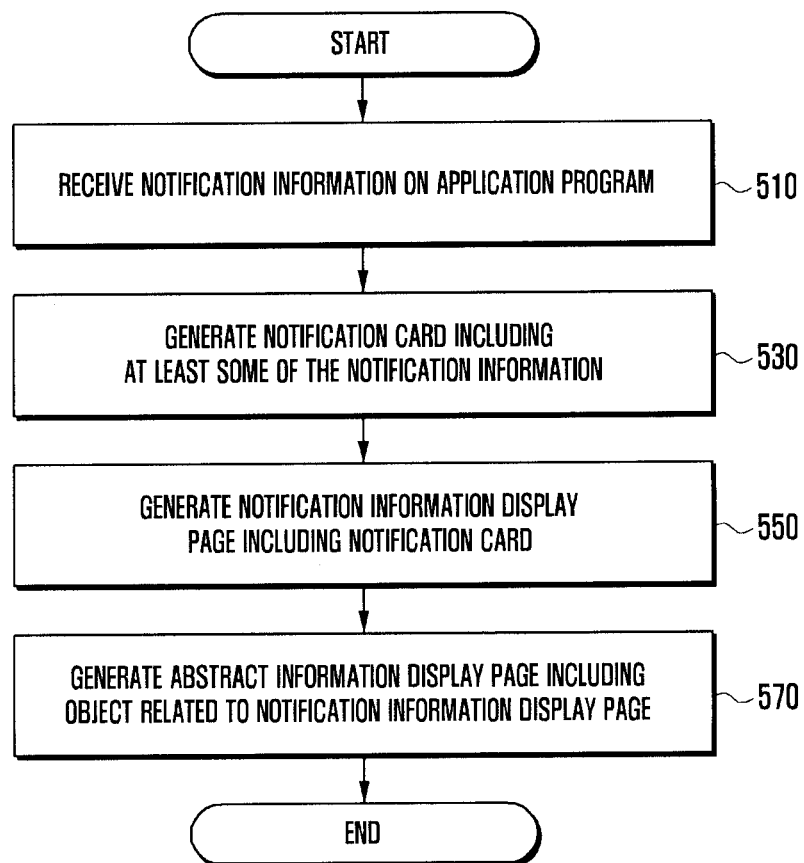 START
RECEIVE NOTIFICATION INFORMATION ON APPLICATION PROGRAM
510
GENERATE NOTIFICATION CARD INCLUDING
AT LEAST SOME OF THE NOTIFICATION INFORMATION
530
GENERATE NOTIFICATION INFORMATION DISPLAY
PAGE INCLUDING NOTIFICATION CARD
550
GENERATE ABSTRACT INFORMATION DISPLAY PAGE INCLUDING
OBJECT RELATED TO NOTIFICATION INFORMATION DISPLAY PAGE
570
END